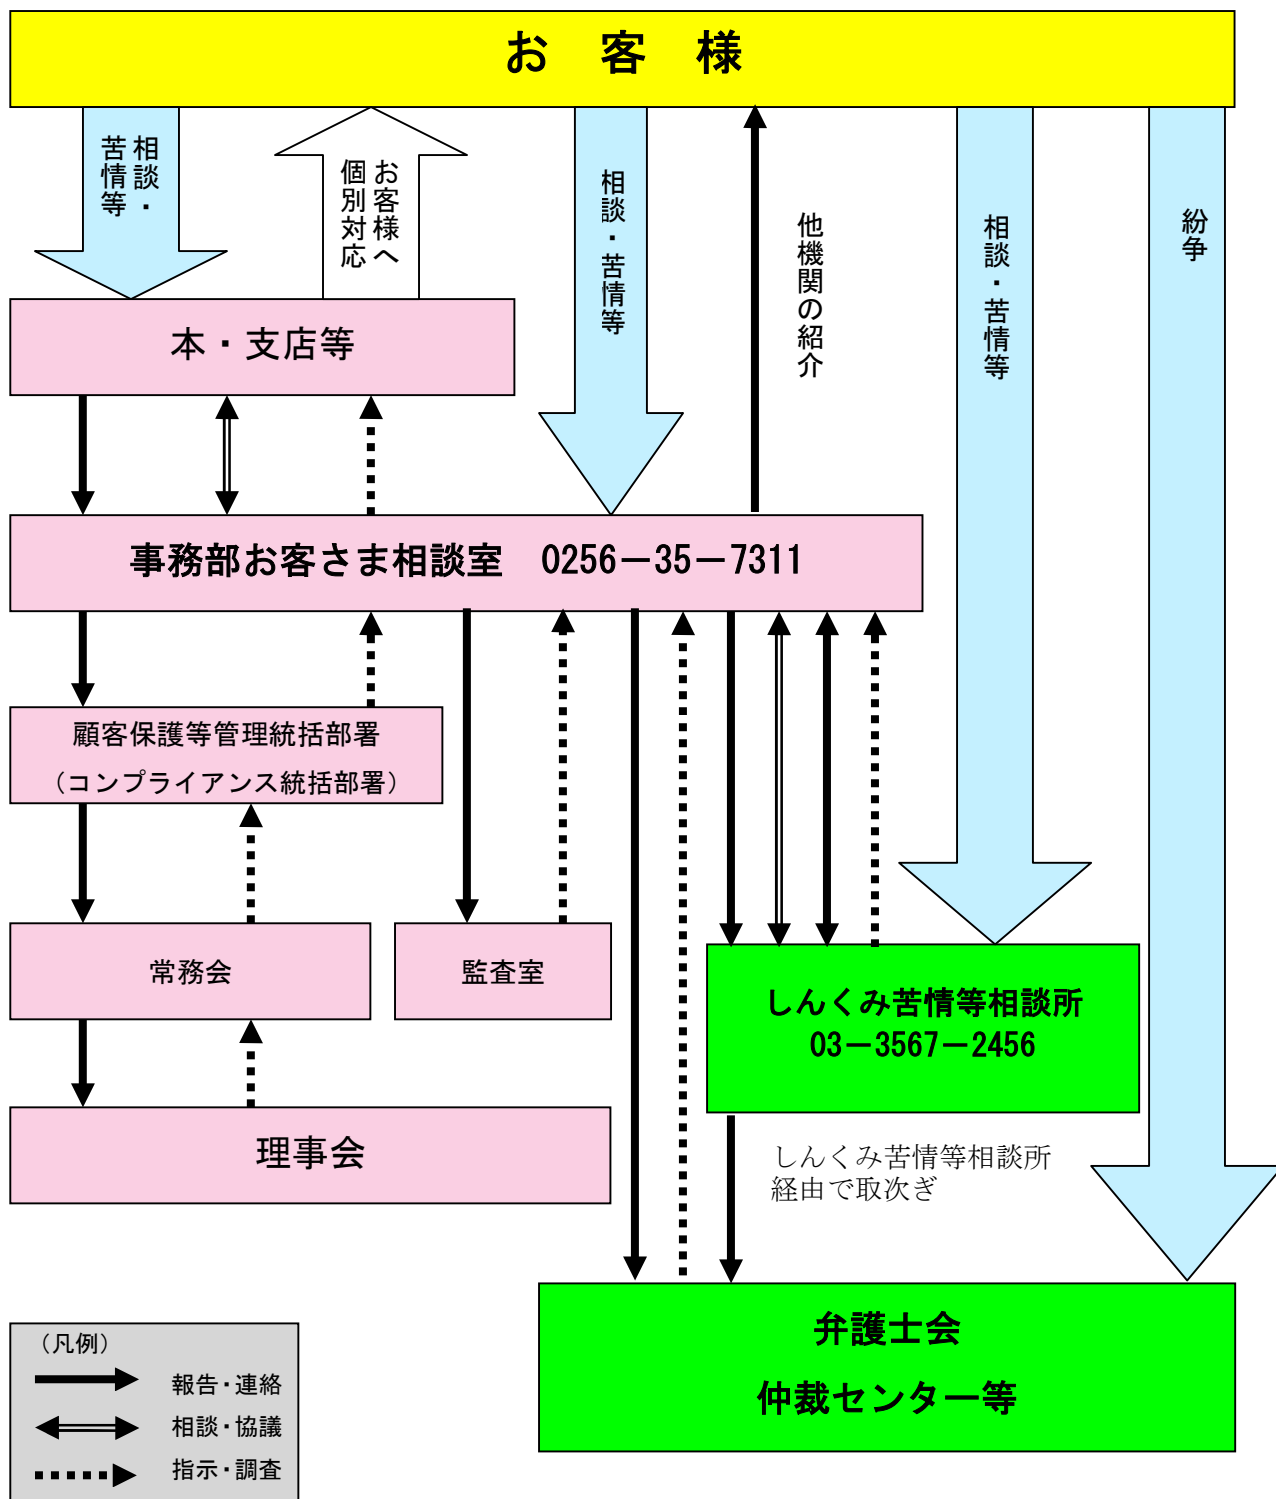 お　客　様
相談・
苦情等
お客様へ
個別対応
相談・苦情等
他機関の紹介
相談・苦情等
紛争
本・支店等
事務部お客さま相談室　0256－35－7311
顧客保護等管理統括部署
（コンプライアンス統括部署）
常務会
監査室
しんくみ苦情等相談所
03－3567－2456
理事会
しんくみ苦情等相談所
経由で取次ぎ
弁護士会
仲裁センター等
（凡例）
報告・連絡
相談・協議
指示・調査